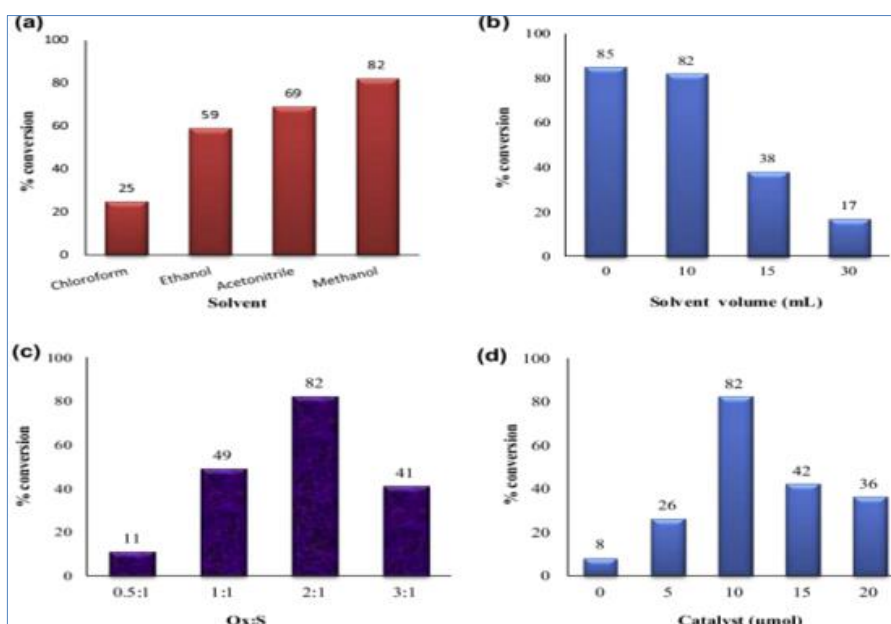 (a)
% conversion
100
80
60
40
20
0
25
59
69
82
Chloroform
Ethanol
Acetonitrile
Methanol
Solvent
(b)
% conversion
100
80
60
40
20
0
85
82
38
17
0 10 15 30
Solvent volume (mL)
(c)
% conversion
100
80
60
40
20
0
11
49
82
41
0.5:1 1:1 2:1 3:1
Ox:S
(d)
% conversion
100
80
60
40
20
0
8
26
82
42
36
0 5 10 15 20
Catalyst (μmol)